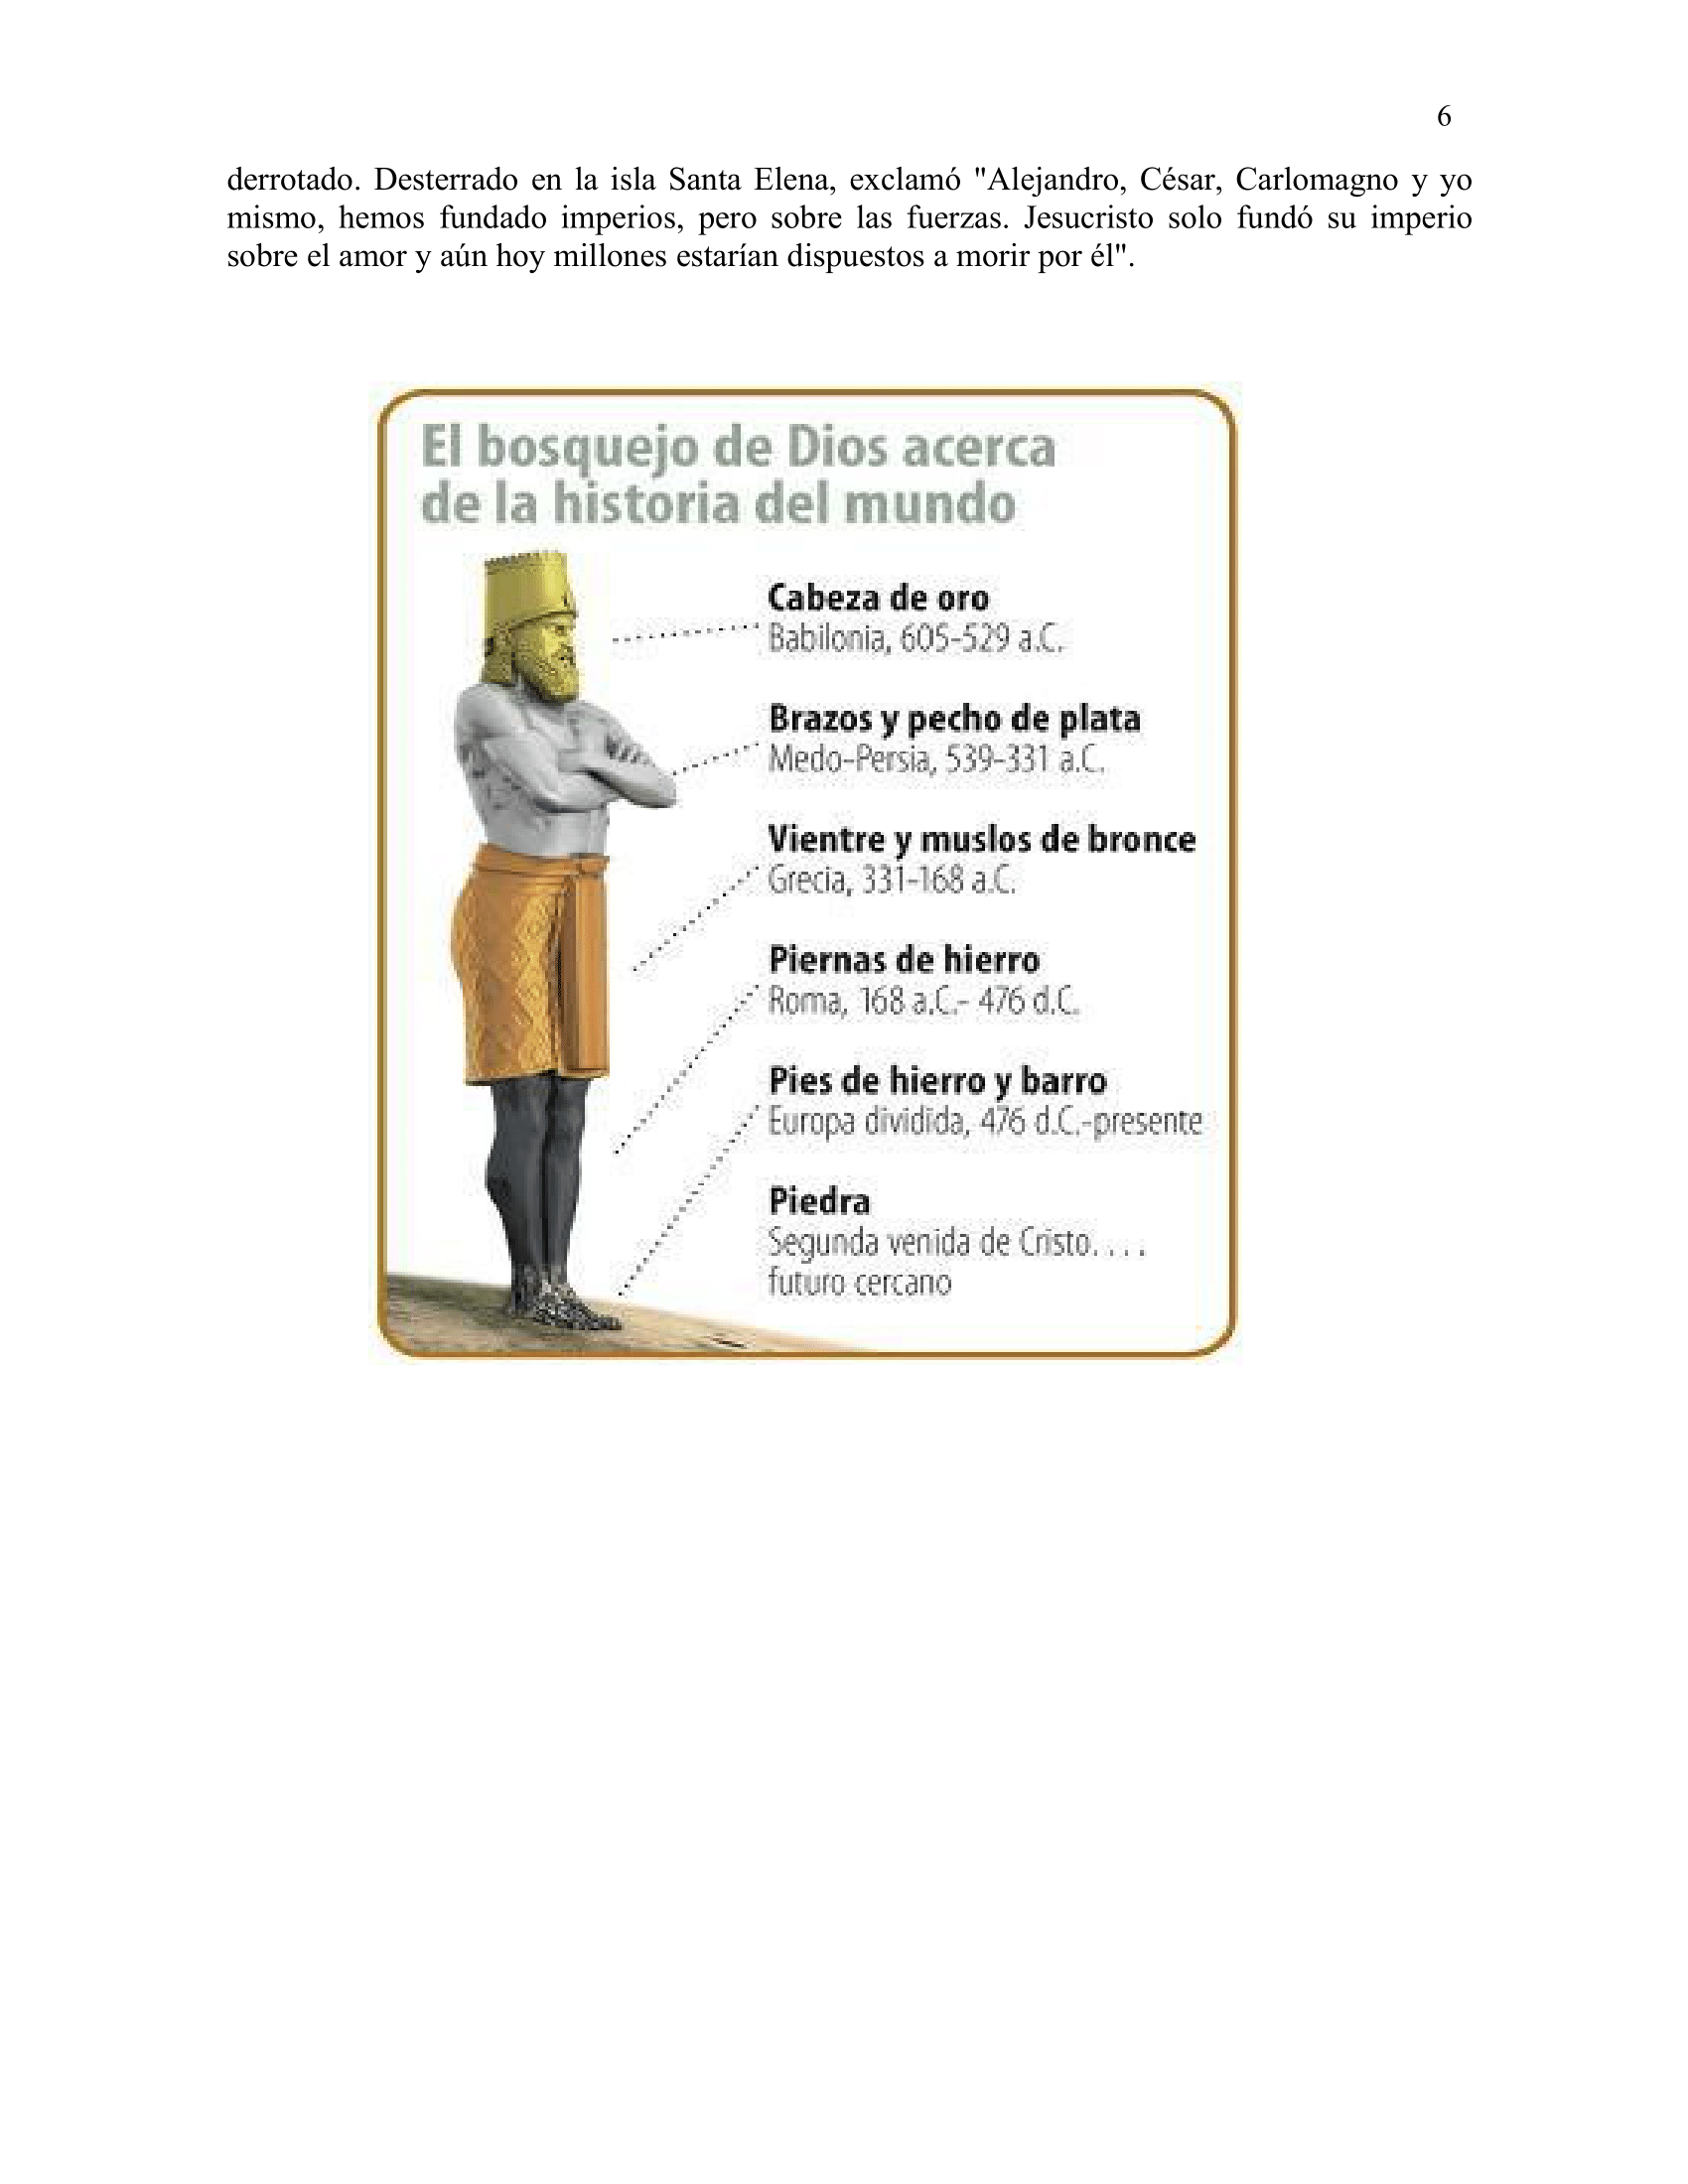 6
derrotado. Desterrado en la isla Santa Elena, exclamó "Alejandro, César, Carlomagno y yo
mismo, hemos fundado imperios, pero sobre las fuerzas. Jesucristo solo fundó su imperio
sobre el amor y aún hoy millones estarían dispuestos a morir por él".
El bosquejo de Dios acerca
de la historia del mundo
Cabeza de oro
Babilonia, 605-529 a.C.
Brazos y pecho de plata
Medo-Persia, 539-331 a.C.
Vientre y muslos de bronce
Grecia, 331-168 a.C.
Piernas de hierro
Roma, 168 a.C.- 476 d.C.
Pies de hierro y barro
Europa dividida, 476 d.C.-presente
Piedra
Segunda venida de Cristo. . . .
futuro cercano